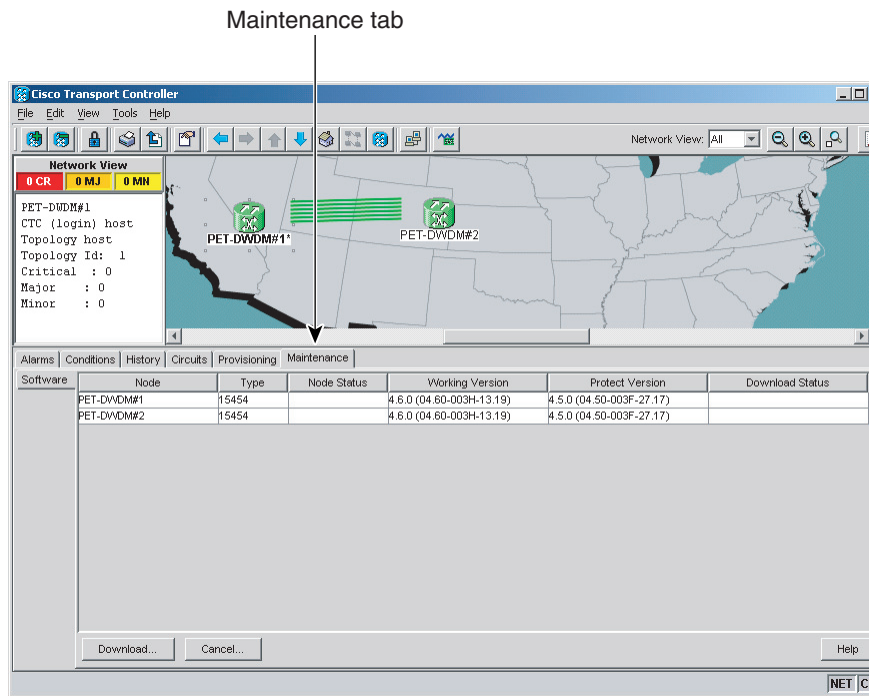 Maintenance tab
Cisco Transport Controller
File Edit View Tools Help
Network View: All
Network View
0 CR 0 MJ 0 MN
PET-DWDM#1
CTC (login) host
Topology host
Topology Id: 1
Critical : 0
Major : 0
Minor : 0
PET-DWDM#1*
PET-DWDM#2
Alarms Conditions History Circuits Provisioning Maintenance
Software
Node Type Node Status Working Version Protect Version Download Status
PET-DWDM#1 15454 4.6.0 (04.60-003H-13.19) 4.5.0 (04.50-003F-27.17)
PET-DWDM#2 15454 4.6.0 (04.60-003H-13.19) 4.5.0 (04.50-003F-27.17)
Download... Cancel... Help
NET